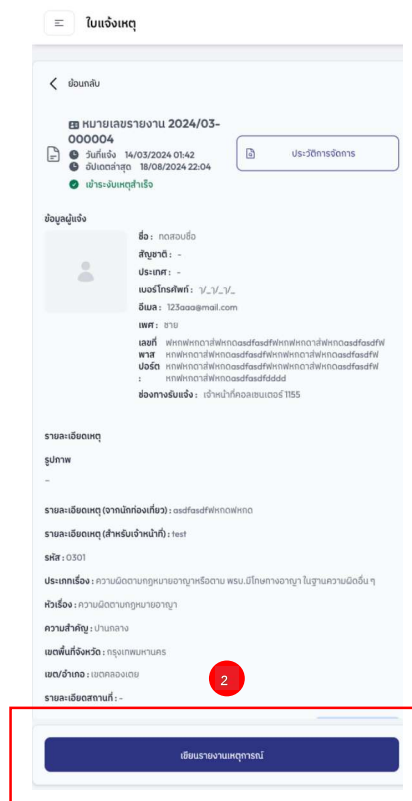 ใบแจ้งเหตุ
ย้อนกลับ
หมายเลขรายงาน 2024/03-
000004
วันที่แจ้ง 14/03/2024 01:42
อัปเดตล่าสุด 18/08/2024 22:04
เข้าระงับเหตุสำเร็จ
ประวัติการจัดการ
ข้อมูลผู้แจ้ง
ชื่อ : ทดสอบชื่อ
สัญชาติ : -
ประเทศ : -
เบอร์โทรศัพท์ : ๅ/_ๅ/_ๅ/_
อีเมล : 123aaa@mail.com
เพศ : ชาย
เลขที่ ฟหกฟหกดาส่ฟหกดasdfasdfฟหกฟหกดาส่ฟหกดasdfasdfฟ
พาส หกฟหกดาส่ฟหกดasdfasdfฟหกฟหกดาส่ฟหกดasdfasdfฟ
ปอร์ต หกฟหกดาส่ฟหกดasdfasdfฟหกฟหกดาส่ฟหกดasdfasdfฟ
: หกฟหกดาส่ฟหกดasdfasdfdddd
ช่องทางรับแจ้ง : เจ้าหน้าที่คอลเซนเตอร์ 1155
รายละเอียดเหตุ
รูปภาพ
-
รายละเอียดเหตุ (จากนักท่องเที่ยว) : asdfasdfฟหกดฟหกด
รายละเอียดเหตุ (สำหรับเจ้าหน้าที่) : test
รหัส : 0301
ประเภทเรื่อง : ความผิดตามกฎหมายอาญาหรือตาม พรบ.มีโทษทางอาญา ในฐานความผิดอื่น ๆ
หัวเรื่อง : ความผิดตามกฎหมายอาญา
ความสำคัญ : ปานกลาง
เขตพื้นที่จังหวัด : กรุงเทพมหานคร
เขต/อำเภอ : เขตคลองเตย
รายละเอียดสถานที่ : -
2
เขียนรายงานเหตุการณ์